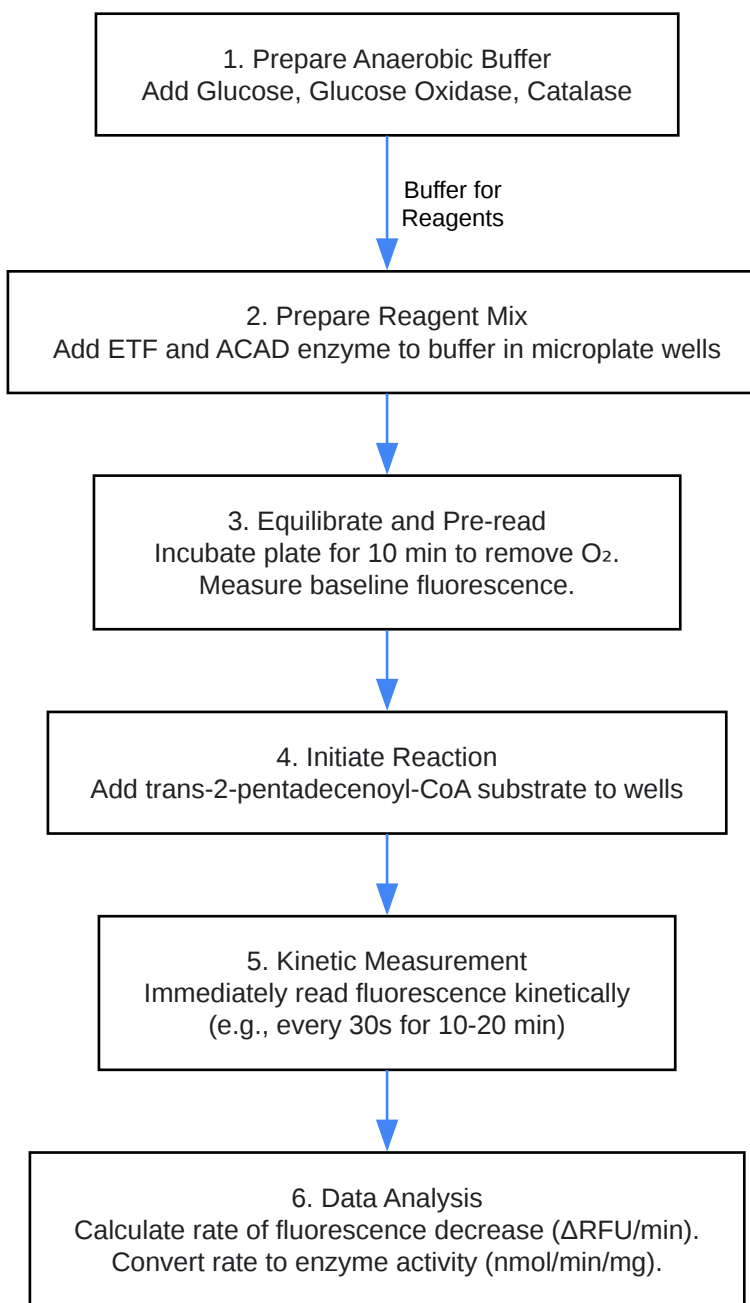 1. Prepare Anaerobic Buffer
Add Glucose, Glucose Oxidase, Catalase
Buffer for
Reagents
2. Prepare Reagent Mix
Add ETF and ACAD enzyme to buffer in microplate wells
3. Equilibrate and Pre-read
Incubate plate for 10 min to remove O₂.
Measure baseline fluorescence.
4. Initiate Reaction
Add trans-2-pentadecenoyl-CoA substrate to wells
5. Kinetic Measurement
Immediately read fluorescence kinetically
(e.g., every 30s for 10-20 min)
6. Data Analysis
Calculate rate of fluorescence decrease (ΔRFU/min).
Convert rate to enzyme activity (nmol/min/mg).